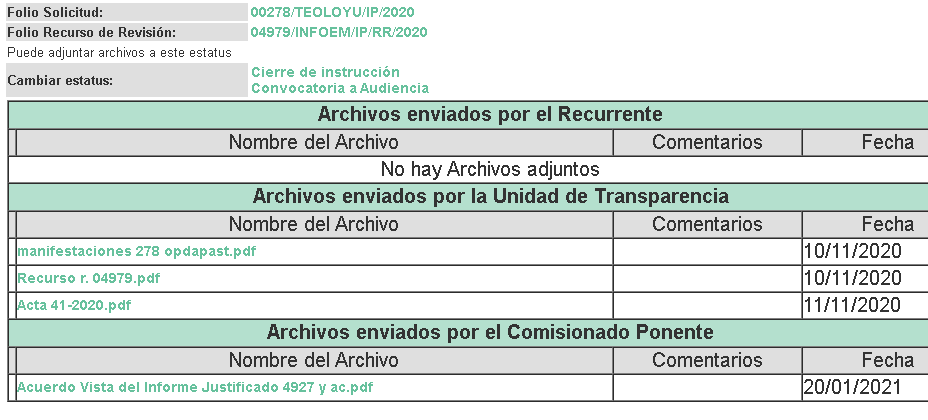 Folio Solicitud: 00278/TEOLOYU/IP/2020
Folio Recurso de Revisión: 04979/INFOEM/IP/RR/2020
Puede adjuntar archivos a este estatus
Cambiar estatus: Cierre de instrucción
Convocatoria a Audiencia
Archivos enviados por el Recurrente
Nombre del Archivo Comentarios Fecha
No hay Archivos adjuntos
Archivos enviados por la Unidad de Transparencia
Nombre del Archivo Comentarios Fecha
manifestaciones 278 opdapast.pdf 10/11/2020
Recurso r. 04979.pdf 10/11/2020
Acta 41-2020.pdf 11/11/2020
Archivos enviados por el Comisionado Ponente
Nombre del Archivo Comentarios Fecha
Acuerdo Vista del Informe Justificado 4927 y ac.pdf 20/01/2021